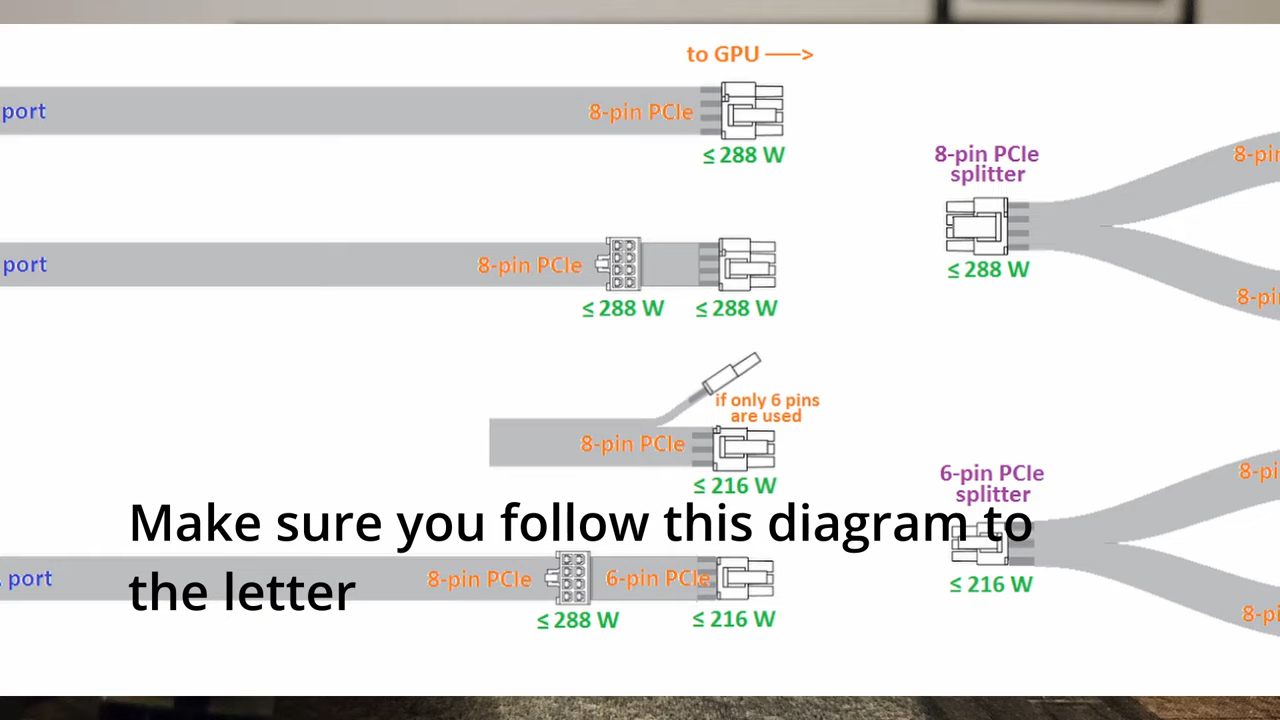 to GPU
port
8-pin PCIe
≤ 288 W
8-pin PCIe
splitter
≤ 288 W
port
8-pin PCIe
≤ 288 W
≤ 288 W
if only 6 pins
are used
8-pin PCIe
≤ 216 W
6-pin PCIe
splitter
≤ 216 W
port
8-pin PCIe
6-pin PCIe
≤ 288 W
≤ 216 W
Make sure you follow this diagram to
the letter